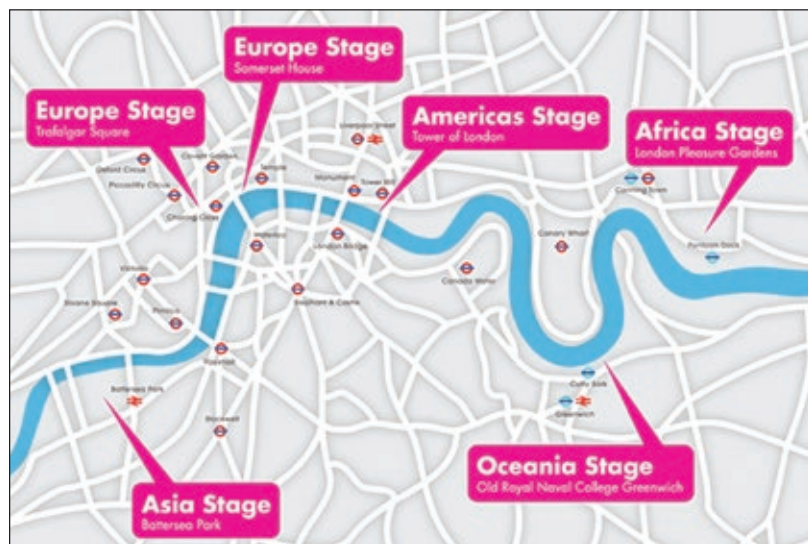 Europe Stage
Somerset House
Europe Stage
Trafalgar Square
Americas Stage
Tower of London
Africa Stage
London Pleasure Gardens
Liverpool Street
Covent Garden
Oxford Circus
Temple
Monument
Tower Hill
Piccadilly Circus
Charing Cross
Canning Town
Waterloo
London Bridge
Canary Wharf
Pontoon Dock
Victoria
Canada Water
Sloane Square
Pimlico
Elephant & Castle
Vauxhall
Battersea Park
Cutty Sark
Greenwich
Stockwell
Oceania Stage
Old Royal Naval College Greenwich
Asia Stage
Battersea Park